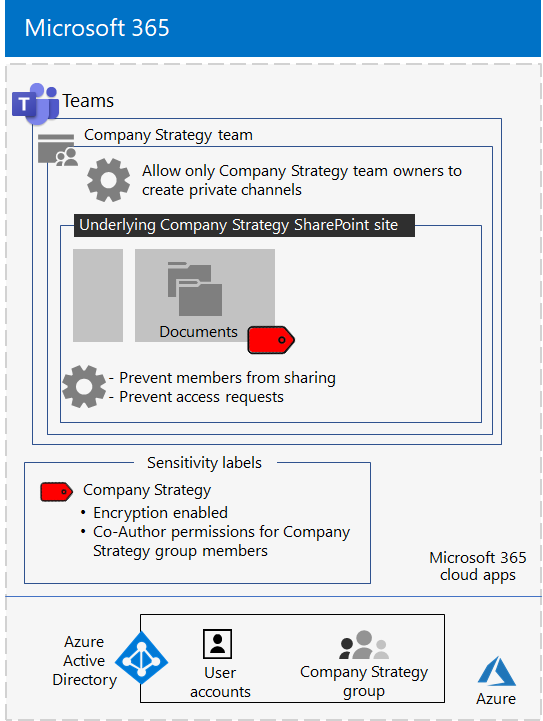 Microsoft 365
T
Teams
Company Strategy team
Allow only Company Strategy team owners to
create private channels
Underlying Company Strategy SharePoint site
Documents
- Prevent members from sharing
- Prevent access requests
Sensitivity labels
Company Strategy
• Encryption enabled
• Co-Author permissions for Company
Strategy group members
Microsoft 365
cloud apps
Azure
Active
Directory
User
accounts
Company Strategy
group
Azure